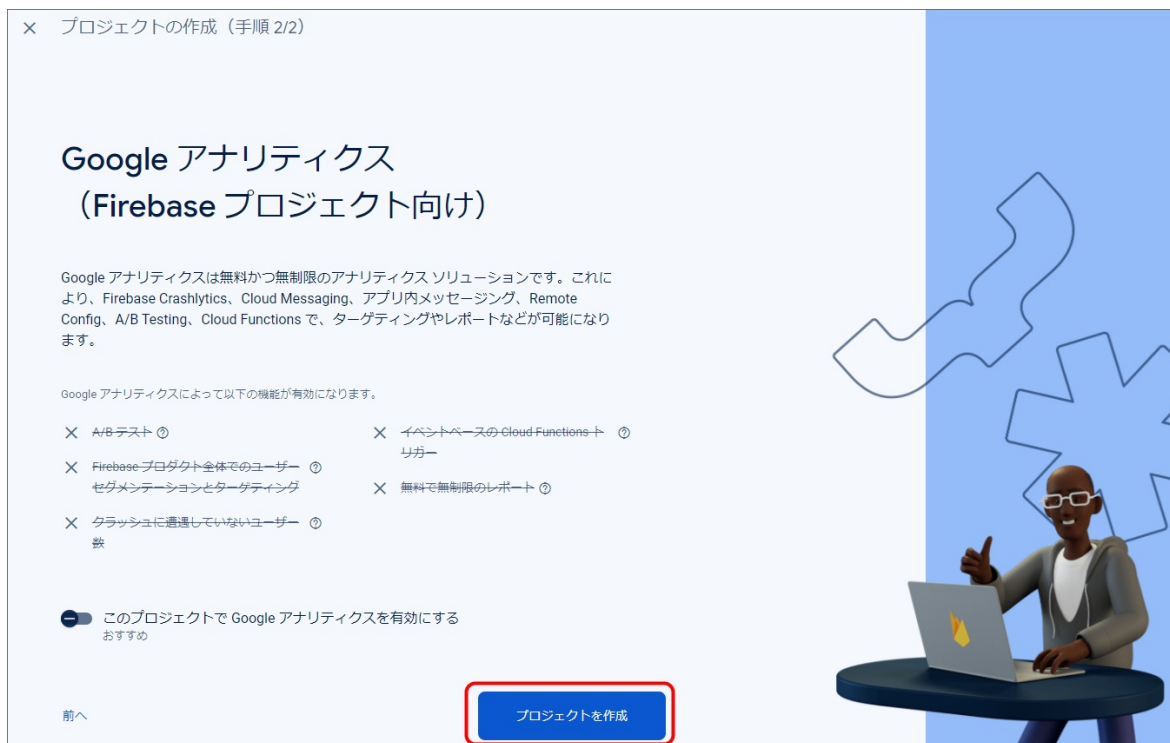 プロジェクトの作成（手順 2/2）
Google アナリティクス
（Firebase プロジェクト向け）
Google アナリティクスは無料かつ無制限のアナリティクス ソリューションです。これに
より、Firebase Crashlytics、Cloud Messaging、アプリ内メッセージング、Remote
Config、A/B Testing、Cloud Functions で、ターゲティングやレポートなどが可能になり
ます。
Google アナリティクスによって以下の機能が有効になります。
A/B テスト
Firebase プロダクト全体でのユーザー
セグメンテーションとターゲティング
クラッシュに遭遇していないユーザー
数
イベントベースの Cloud Functions ト
リガー
無料で無制限のレポート
このプロジェクトで Google アナリティクスを有効にする
おすすめ
前へ
プロジェクトを作成